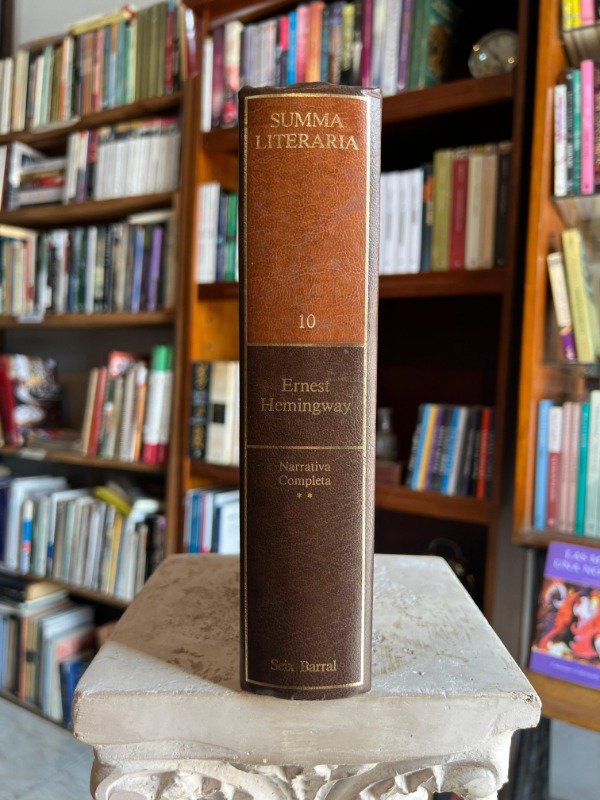 SUMMA
LITERARIA
10
Ernest
Hemingway
Narrativa
Completa
**
Seix Barral